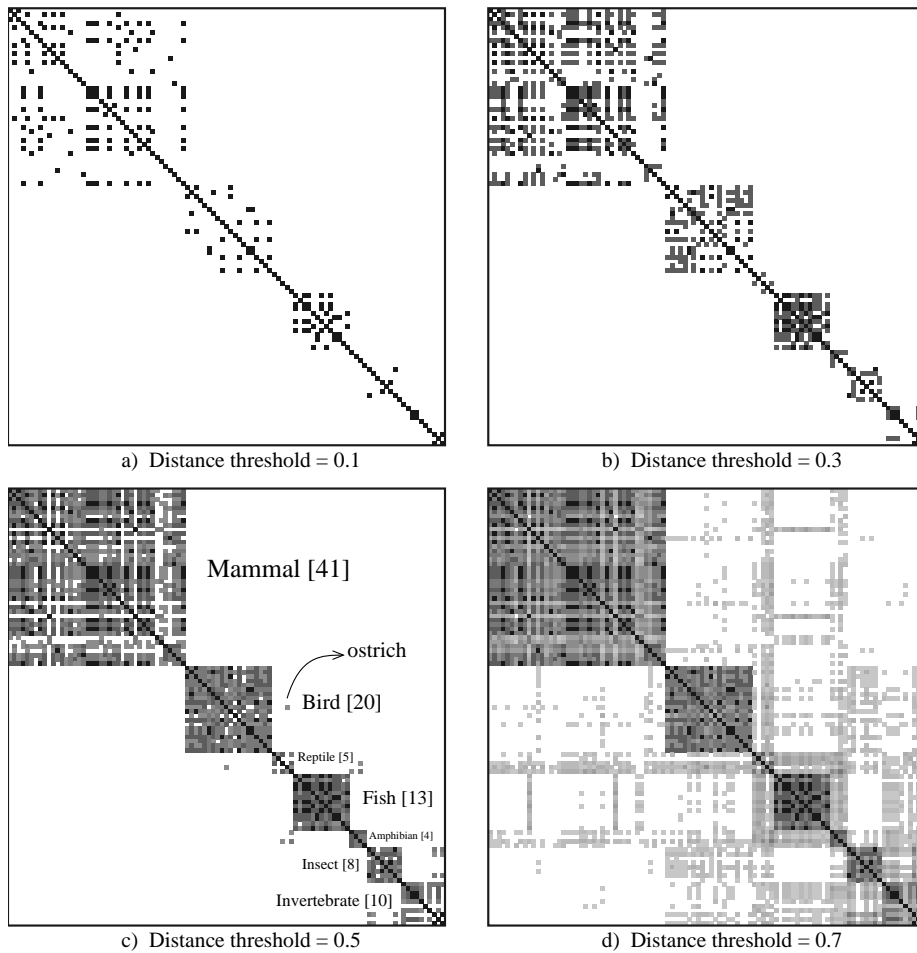 a) Distance threshold = 0.1
b) Distance threshold = 0.3
Mammal [41]
ostrich
Bird [20]
Reptile [5]
Fish [13]
Amphibian [4]
Insect [8]
Invertebrate [10]
c) Distance threshold = 0.5
d) Distance threshold = 0.7